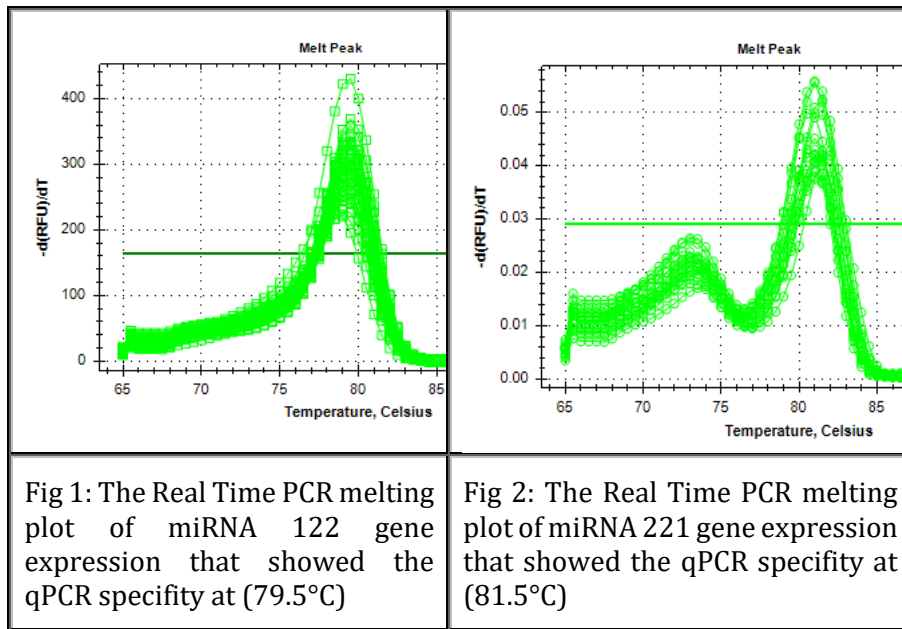 Melt Peak
400
300
200
100
0
-d(RFU)/dT
65
70
75
80
85
Temperature, Celsius
Melt Peak
0.05
0.04
0.03
0.02
0.01
0.00
-d(RFU)/dT
65
70
75
80
85
Temperature, Celsius
Fig 1: The Real Time PCR melting
plot of miRNA 122 gene
expression that showed the
qPCR specifity at (79.5°C)
Fig 2: The Real Time PCR melting
plot of miRNA 221 gene expression
that showed the qPCR specifity at
(81.5°C)